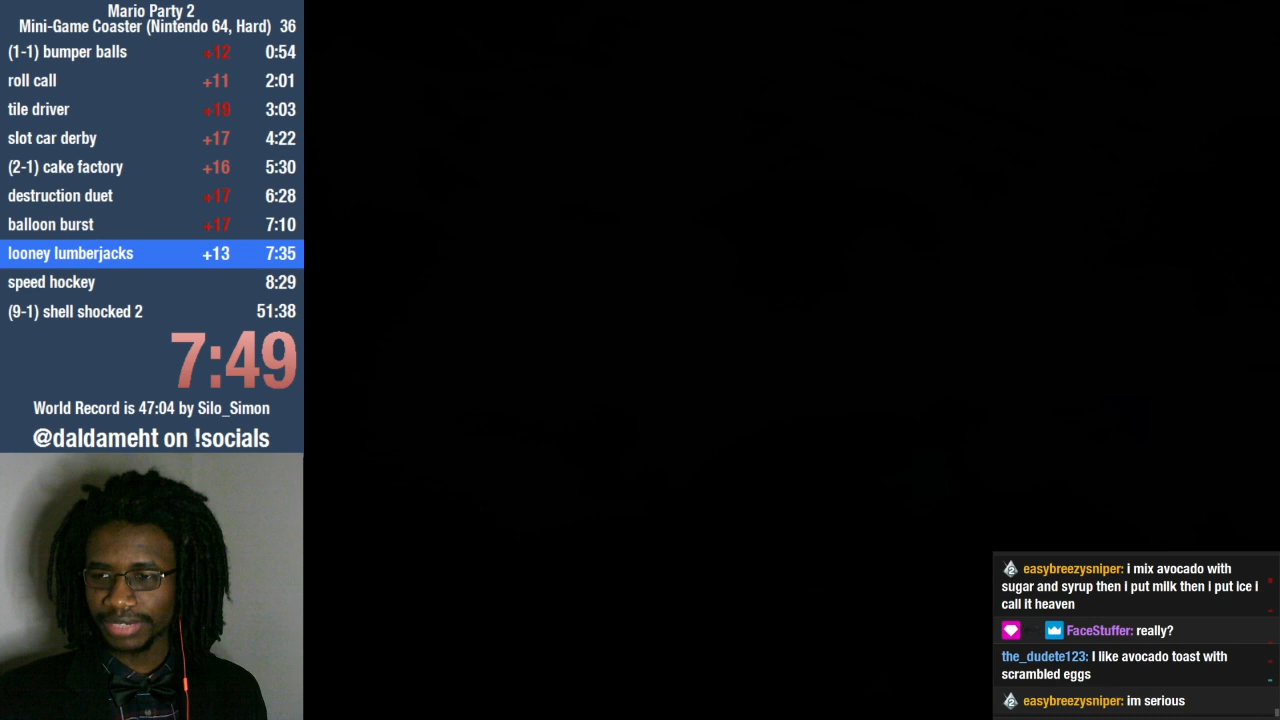 Mario Party 2
Mini-Game Coaster (Nintendo 64, Hard) 36
(1-1) bumper balls +12 0:54
roll call +11 2:01
tile driver +19 3:03
slot car derby +17 4:22
(2-1) cake factory +16 5:30
destruction duet +17 6:28
balloon burst +17 7:10
looney lumberjacks +13 7:35
speed hockey 8:29
(9-1) shell shocked 2 51:38
7:49
World Record is 47:04 by Silo_Simon
@daldameht on !socials
2 easybreezysniper: i mix avocado with
sugar and syrup then i put milk then i put ice i
call it heaven
FaceStuffer: really?
the_dudete123: I like avocado toast with
scrambled eggs
2 easybreezysniper: im serious